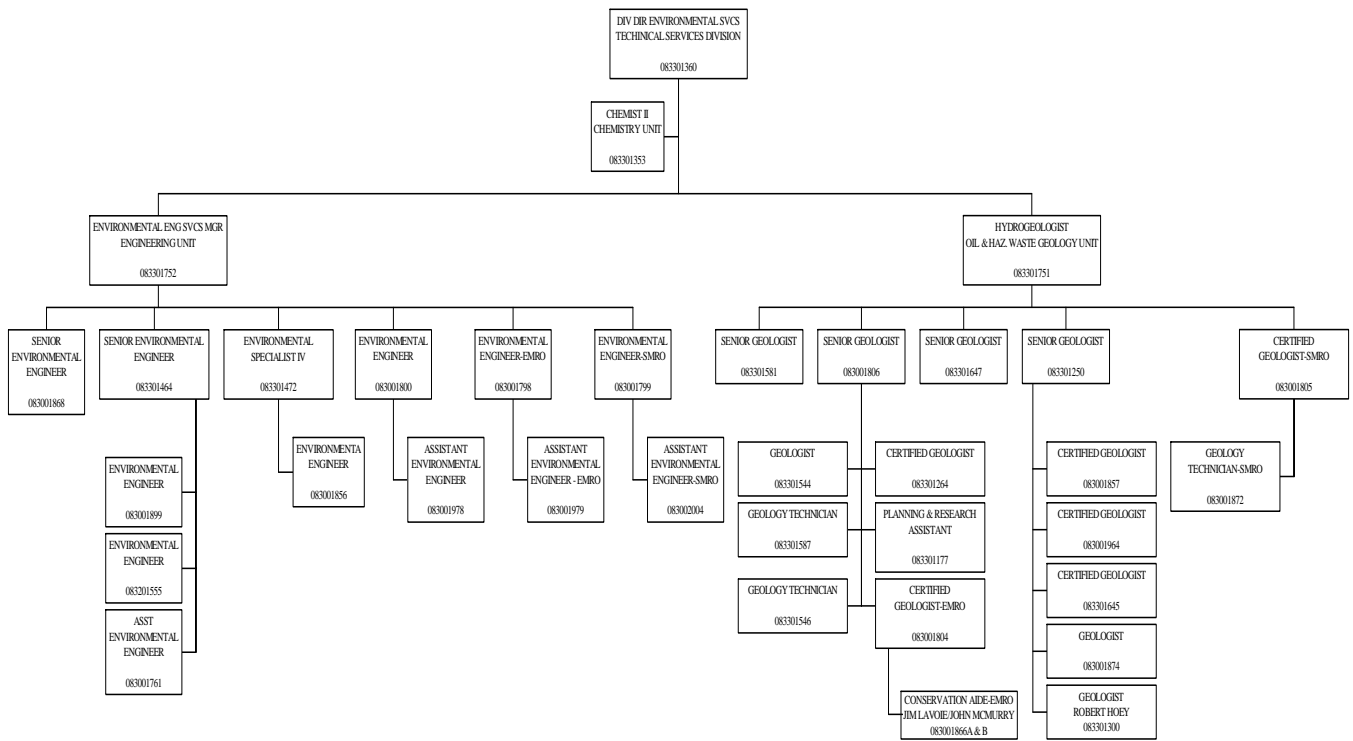 DIV DIR ENVIRONMENTAL SVCS
TECHINICAL SERVICES DIVISION
083301360
CHEMIST II
CHEMISTRY UNIT
083301353
ENVIRONMENTAL ENG SVCS MGR
ENGINEERING UNIT
083301752
HYDROGEOLOGIST
OIL & HAZ. WASTE GEOLOGY UNIT
083301751
SENIOR
ENVIRONMENTAL
ENGINEER
083001868
SENIOR ENVIRONMENTAL
ENGINEER
083301464
ENVIRONMENTAL
SPECIALIST IV
083301472
ENVIRONMENTAL
ENGINEER
083001800
ENVIRONMENTAL
ENGINEER-EMRO
083001798
ENVIRONMENTAL
ENGINEER-SMRO
083001799
SENIOR GEOLOGIST
083301581
SENIOR GEOLOGIST
083001806
SENIOR GEOLOGIST
083301647
SENIOR GEOLOGIST
083301250
CERTIFIED
GEOLOGIST-SMRO
083001805
ENVIRONMENTAL
ENGINEER
083001899
ENVIRONMENTAL
ENGINEER
083201555
ASST
ENVIRONMENTAL
ENGINEER
083001761
ENVIRONMENTA
ENGINEER
083001856
ASSISTANT
ENVIRONMENTAL
ENGINEER
083001978
ASSISTANT
ENVIRONMENTAL
ENGINEER - EMRO
083001979
ASSISTANT
ENVIRONMENTAL
ENGINEER-SMRO
083002004
GEOLOGIST
083301544
CERTIFIED GEOLOGIST
083301264
GEOLOGY TECHNICIAN
083301587
PLANNING & RESEARCH
ASSISTANT
083301177
GEOLOGY TECHNICIAN
083301546
CERTIFIED
GEOLOGIST-EMRO
083001804
CONSERVATION AIDE-EMRO
JIM LAVOIE/JOHN MCMURRY
083001866A & B
CERTIFIED GEOLOGIST
083001857
CERTIFIED GEOLOGIST
083001964
CERTIFIED GEOLOGIST
083301645
GEOLOGIST
083001874
GEOLOGIST
ROBERT HOEY
083301300
GEOLOGY
TECHNICIAN-SMRO
083001872